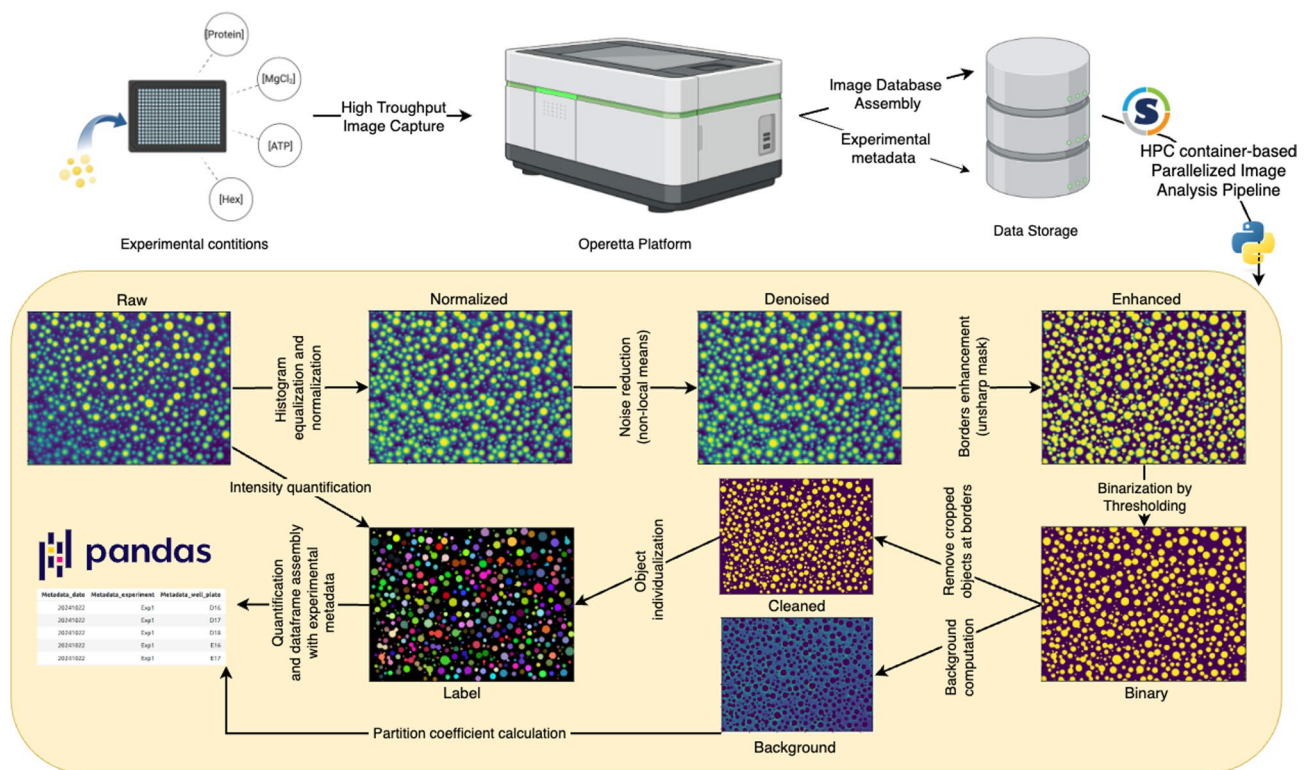 [Protein]
[MgCl₂]
[ATP]
[Hex]
Experimental contitions
High Troughput
Image Capture
Operetta Platform
Image Database
Assembly
Experimental
metadata
Data Storage
S
HPC container-based
Parallelized Image
Analysis Pipeline
Raw
Normalized
Denoised
Enhanced
Histogram
equalization and
normalization
Noise reduction
(non-local means)
Borders enhancement
(unsharp mask)
Intensity quantification
Binarization by
Thresholding
Remove cropped
objects at borders
Cleaned
Object
individualization
Background
computation
Binary
Background
Label
Quantification
and dataframe assembly
with experimental
metadata
pandas
Metadata_date Metadata_experiment Metadata_well_plate
20241022 Exp1 D16
20241022 Exp1 D17
20241022 Exp1 D18
20241022 Exp1 E16
20241022 Exp1 E17
Partition coefficient calculation